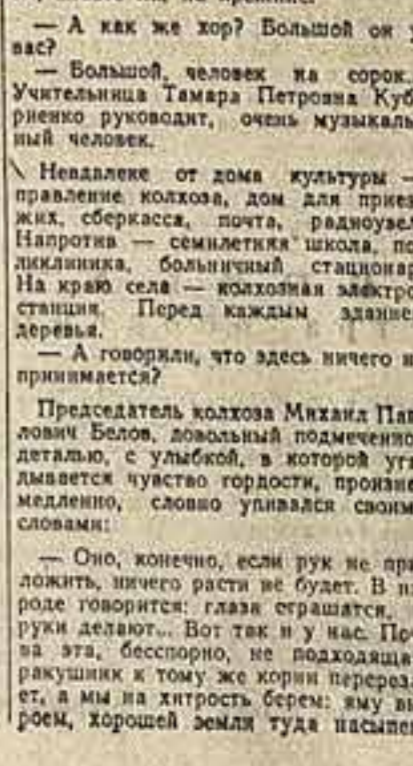 — А как же хор? Большой он у
вас?
— Большой, человек на сорок.
Учительница Тамара Петровна Куб
риенко руководит, очень музыкаль
ный человек.
Невдалеке от дома культуры —
правление колхоза, дом для приез
жих, сберкасса, почта, радиоузел
Напротив — семилетняя школа, по
ликлиника, больничный стационар
На краю села — колхозная электро
станция. Перед каждым здание
деревья.
— А говорили, что здесь ничего н
принимается?
Председатель колхоза Михаил Пав
лович Белов, довольный подмеченно
деталью, с улыбкой, в которой уга
дывается чувство гордости, произне
медленно, словно упивался своим
словами:
— Оно, конечно, если рук не при
ложить, ничего расти не будет. В на
роде говорится: глаза страшатся,
руки делают... Вот так и у нас. Поч
ва эта, бесспорно, не подходяща
ракушник к тому же корни перереза
ет, а мы на хитрость берем: яму вы
роем, хорошей земли туда насыпем